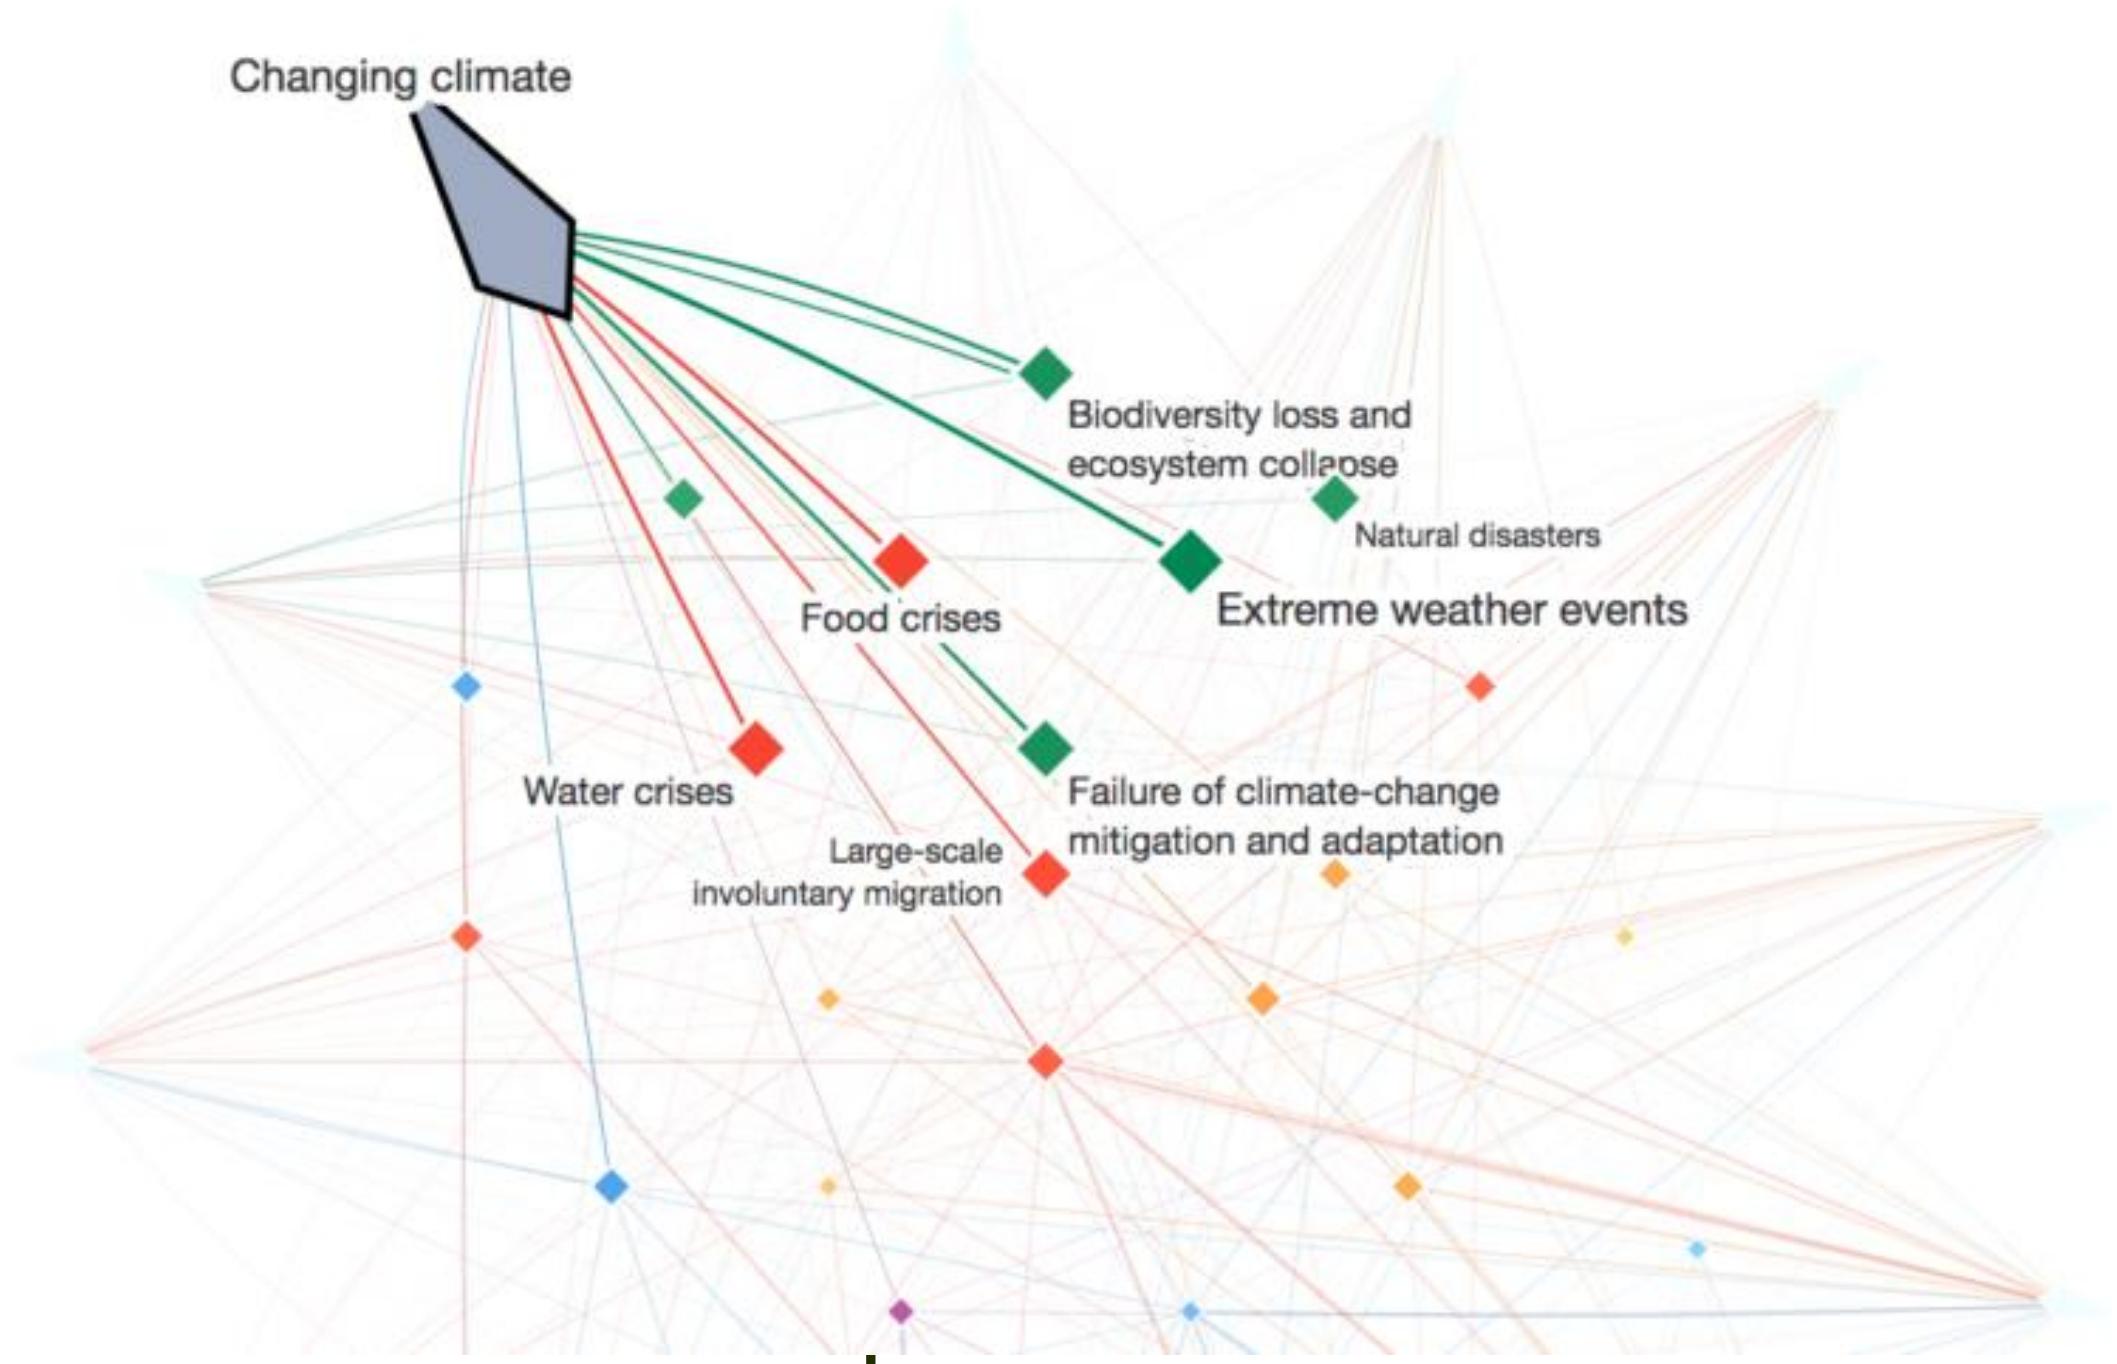 Changing climate
Biodiversity loss and
ecosystem collapse
Natural disasters
Food crises
Extreme weather events
Water crises
Failure of climate-change
mitigation and adaptation
Large-scale
involuntary migration